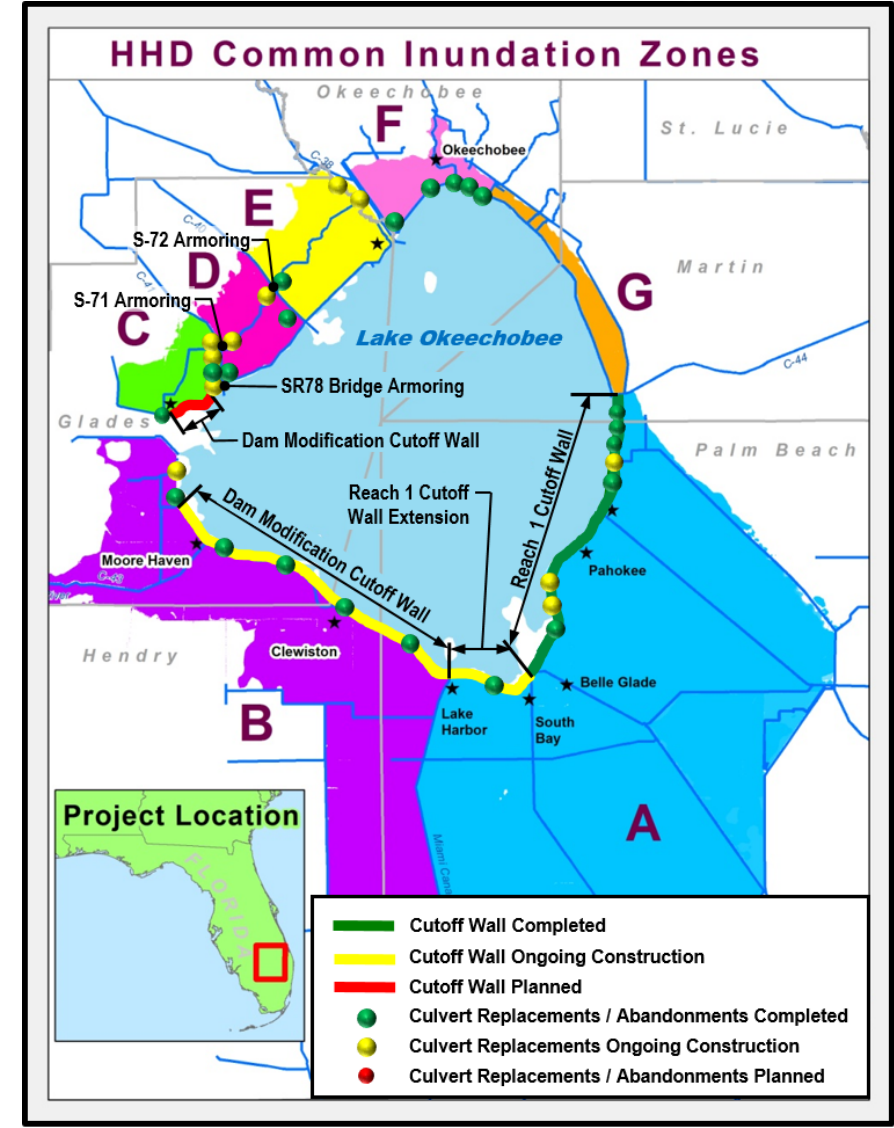 HHD Common Inundation Zones
Okeechobee
F
St. Lucie
Okeechobee
C-38
E
C-40
S-72 Armoring
D
Martin
G
C-41
S-71 Armoring
C
Lake Okeechobee
C-44
SR78 Bridge Armoring
Glades
Dam Modification Cutoff Wall
Palm Beach
Reach 1 Cutoff
Wall Extension
Reach 1 Cutoff Wall
Dam Modification Cutoff Wall
Moore Haven
Pahokee
C-43
Hendry
Clewiston
Belle Glade
Lake
Harbor
South
Bay
B
A
Project Location
FLORIDA
Miami
Cutoff Wall Completed
Cutoff Wall Ongoing Construction
Cutoff Wall Planned
Culvert Replacements / Abandonments Completed
Culvert Replacements Ongoing Construction
Culvert Replacements / Abandonments Planned